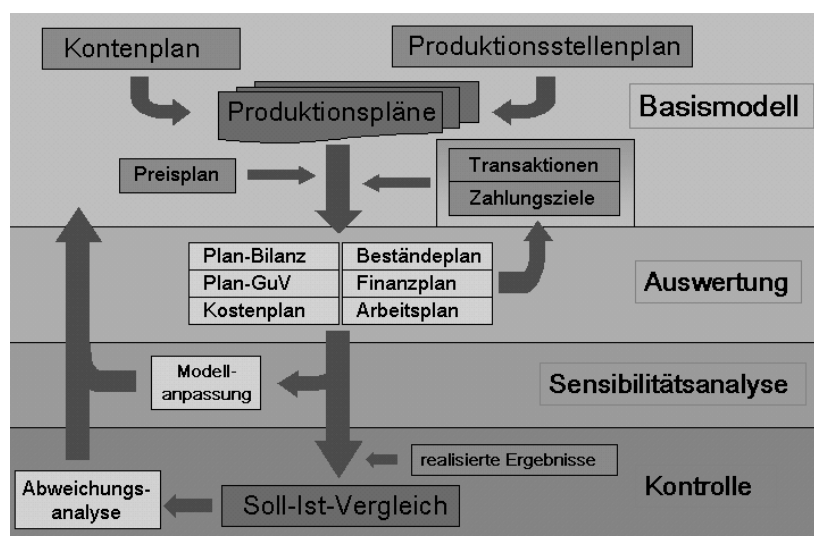 Kontenplan
Produktionsstellenplan
Produktionspläne
Basismodell
Preisplan
Transaktionen
Zahlungsziele
Plan-Bilanz
Beständeplan
Plan-GuV
Finanzplan
Kostenplan
Arbeitsplan
Auswertung
Modell-
anpassung
Sensibilitätsanalyse
realisierte Ergebnisse
Abweichungs-
analyse
Soll-Ist-Vergleich
Kontrolle